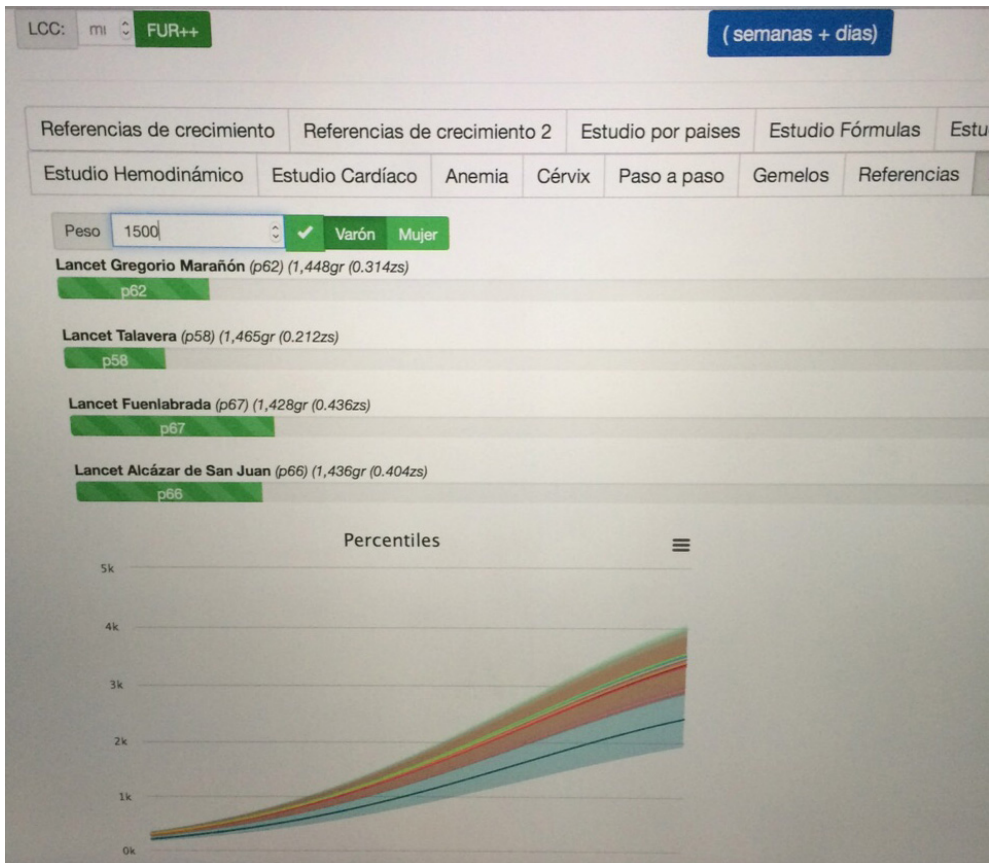 LCC:
FUR++
( semanas + dias)
Referencias de crecimiento
Referencias de crecimiento 2
Estudio por paises
Estudio Fórmulas
Estu
Estudio Hemodinámico
Estudio Cardíaco
Anemia
Cérvix
Paso a paso
Gemelos
Referencias
Peso
1500
Varón
Mujer
Lancet Gregorio Marañón (p62) (1,448gr (0.314zs)
p62
Lancet Talavera (p58) (1,465gr (0.212zs)
p58
Lancet Fuenlabrada (p67) (1,428gr (0.436zs)
p67
Lancet Alcázar de San Juan (p66) (1,436gr (0.404zs)
p66
Percentiles
5k
4k
3k
2k
1k
0k